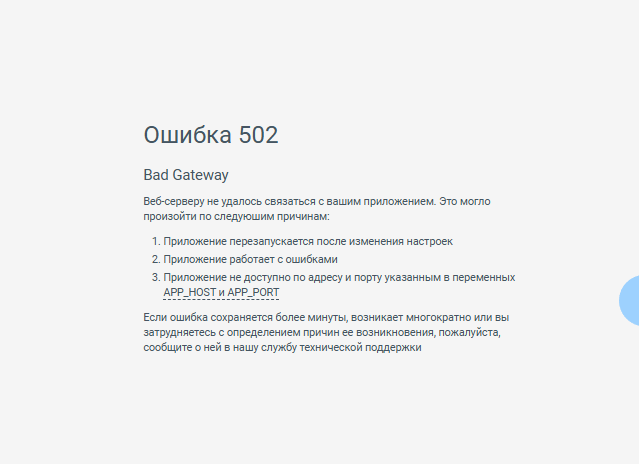 Ошибка 502
Bad Gateway
Веб-серверу не удалось связаться с вашим приложением. Это могло
произойти по следуюшим причинам:
1. Приложение перезапускается после изменения настроек
2. Приложение работает с ошибками
3. Приложение не доступно по адресу и порту указанным в переменных
APP_HOST и APP_PORT
Если ошибка сохраняется более минуты, возникает многократно или вы
затрудняетесь с определением причин ее возникновения, пожалуйста,
сообщите о ней в нашу службу технической поддержки